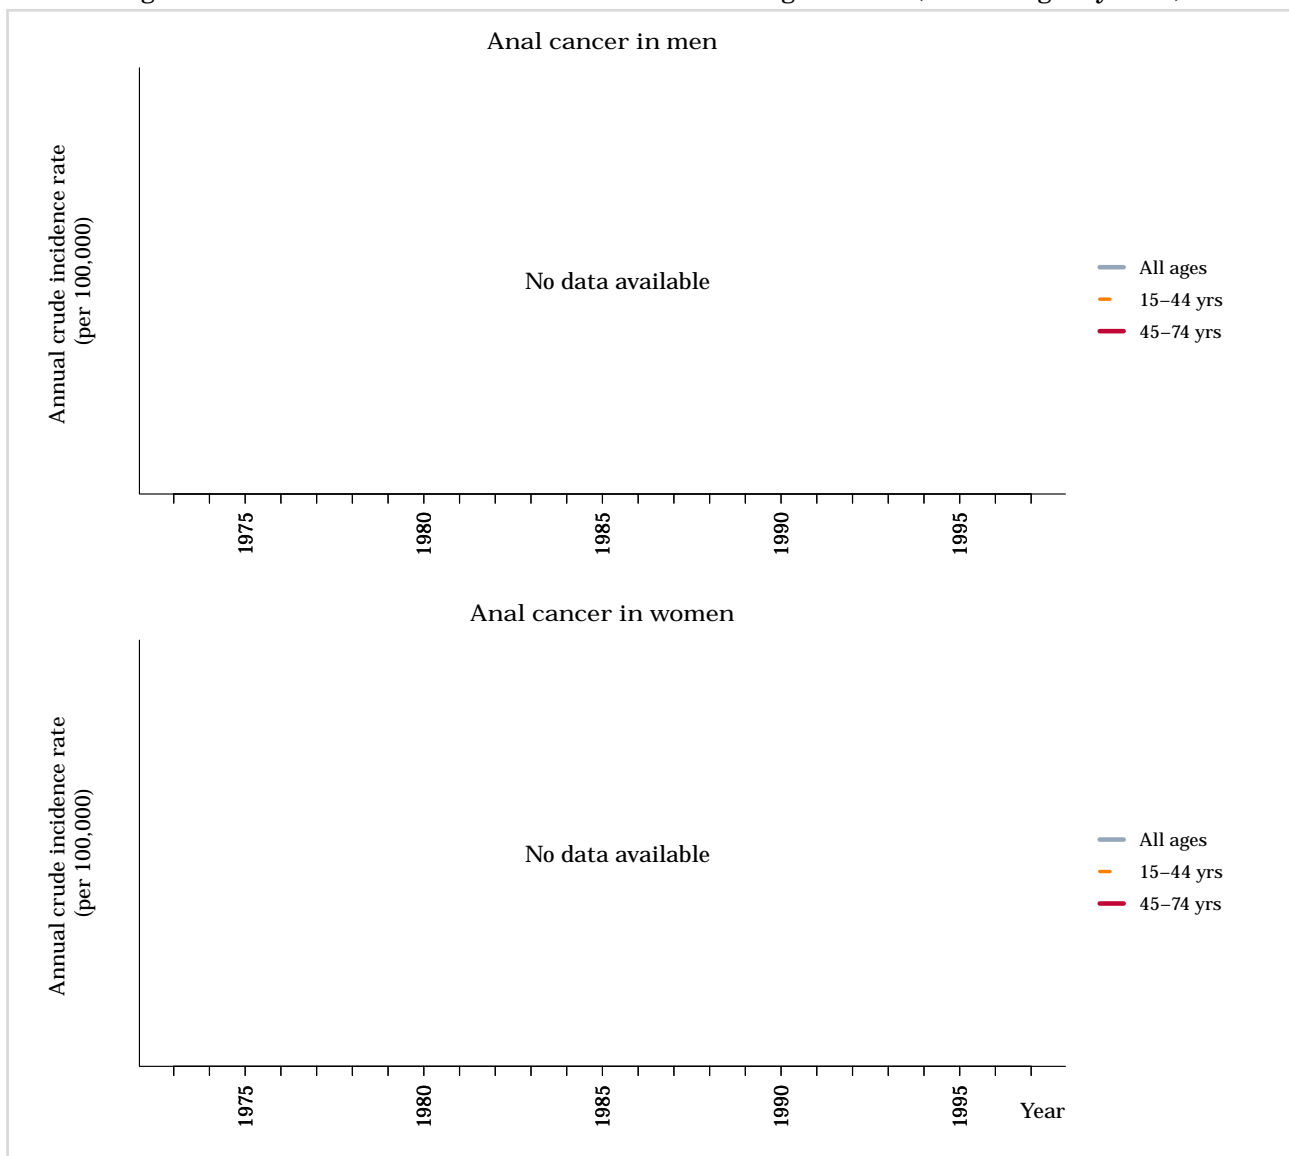 Anal cancer in men
Annual crude incidence rate
(per 100,000)
No data available
All ages
15–44 yrs
45–74 yrs
1975
1980
1985
1990
1995
Anal cancer in women
Annual crude incidence rate
(per 100,000)
No data available
All ages
15–44 yrs
45–74 yrs
1975
1980
1985
1990
1995
Year